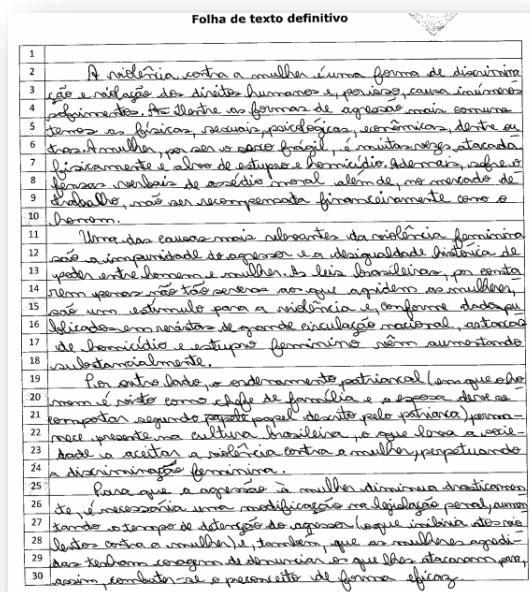 Folha de texto definitivo
1
2 A violência contra a mulher é uma forma de discrimina
3 ção e violação dos direitos humanos e, por isso, causa inúmeros
4 sofrimentos. Dentre as formas de agressão mais comuns
5 temos as físicas, sexuais, psicológicas, econômicas, dentre ou
6 tras. A mulher, por ser o sexo frágil, é muitas vezes, atacada
7 fisicamente e alvo de estupro e homicídio. Ademais, sofre o
8 fensas verbais de assédio moral além de, no mercado de
9 trabalho, não ser recompensada financeiramente como o
10 homem.
11 Uma das causas mais relevantes da violência feminina
12 são a impunidade do agressor e a desigualdade histórica de
13 poder entre homem e mulher. As leis brasileiras, por conta
14 rem penas não tão severas aos que agridem as mulheres,
15 são um estímulo para a violência e, conforme dados pu
16 blicados em revistas de grande circulação nacional, as taxas
17 de homicídio e estupro feminino vêm aumentando
18 substancialmente.
19 Por outro lado, o ordenamento patriarcal (em que o ho
20 mem é visto como chefe de família e a esposa deve se
21 comportar segundo papel descrito pelo patriarca) perma-
22 nece presente na cultura brasileira, o que leva a socie-
23 dade a aceitar a violência contra a mulher, perpetuando
24 a discriminação feminina.
25 Para que a agressão à mulher diminua drasticamen
26 te, é necessária uma modificação na legislação penal, aumen
27 tando o tempo de detenção do agressor (o que inibiria atos vio
28 lentos contra a mulher) e, também, que as mulheres agredi-
29 das tenham coragem de denunciar os que lhes atacaram para,
30 assim, combater-se o preconceito de forma eficaz.